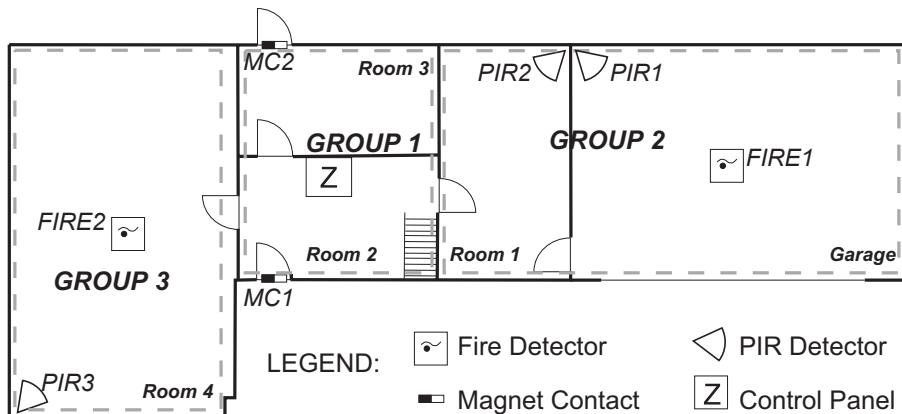 MC2
Room 3
PIR2
PIR1
GROUP 1
GROUP 2
FIRE1
Z
FIRE2
GROUP 3
Room 2
Room 1
Garage
MC1
PIR3
Room 4
LEGEND:
Fire Detector
PIR Detector
Magnet Contact
Z Control Panel